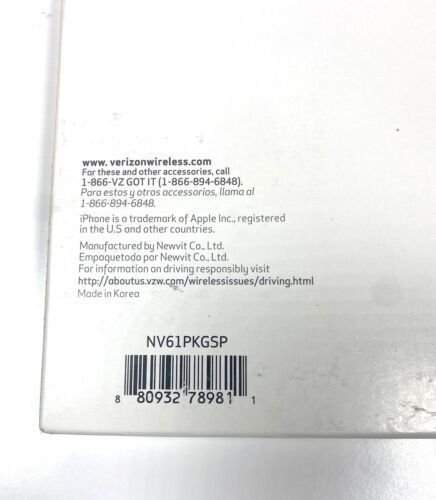 www. verizonwireless.com
For these and other accessories, call
1-866-VZ GOT IT (1-866-894-6848).
Para estos y otros accessorios, llama al
1-866-894-6848.
iPhone is a trademark of Apple Inc., registered
in the U.S and other countries.
Manufactured by Newvit Co., Ltd.
Empaquetodo por Newvit Co., Ltd.
For information on driving responsibly visit
http://aboutus.vzw.com/wirelessissues/driving.html
Made in Korea
NV61PKGSP
8 80932 78981 1